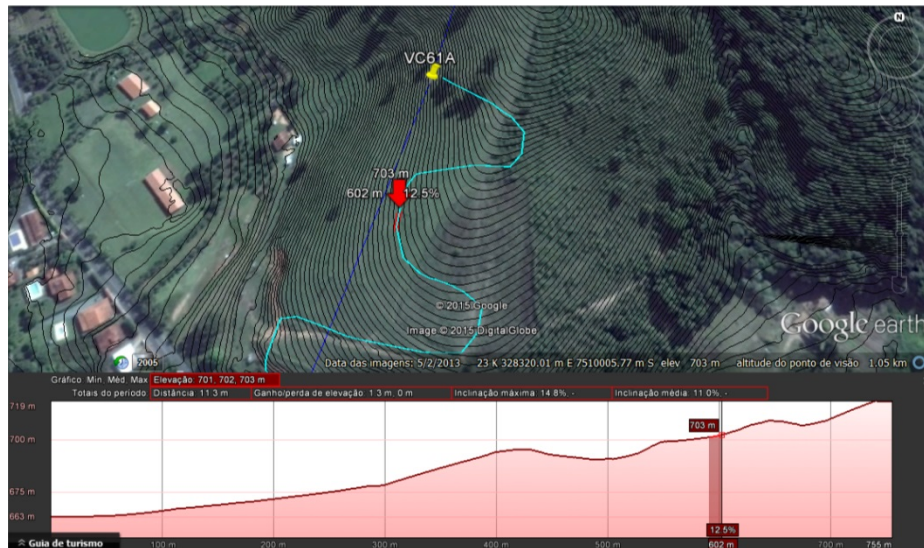 N
VC61A
703 m
602 m 12.5%
© 2015 Google
Image © 2015 DigitalGlobe
Google earth
2005
Data das imagens: 5/2/2013 23 K 328320.01 m E 7510005.77 m S elev 703 m altitude do ponto de visão 1.05 km
Gráfico Mín. Méd. Max Elevação: 701, 702, 703 m
Totais do período: Distância: 11.3 m Ganho/perda de elevação: 1.3 m, 0 m Inclinação máxima: 14.8%, - Inclinação média: 11.0%, -
719 m
703 m
700 m
675 m
663 m
12.5%
Guia de turismo 100 m 200 m 300 m 400 m 500 m 602 m 700 m 755 m